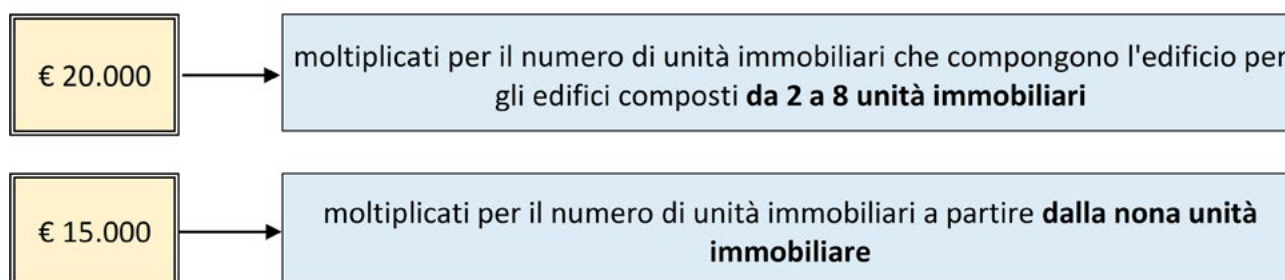 € 20.000
moltiplicati per il numero di unità immobiliari che compongono l'edificio per
gli edifici composti da 2 a 8 unità immobiliari
€ 15.000
moltiplicati per il numero di unità immobiliari a partire dalla nona unità
immobiliare